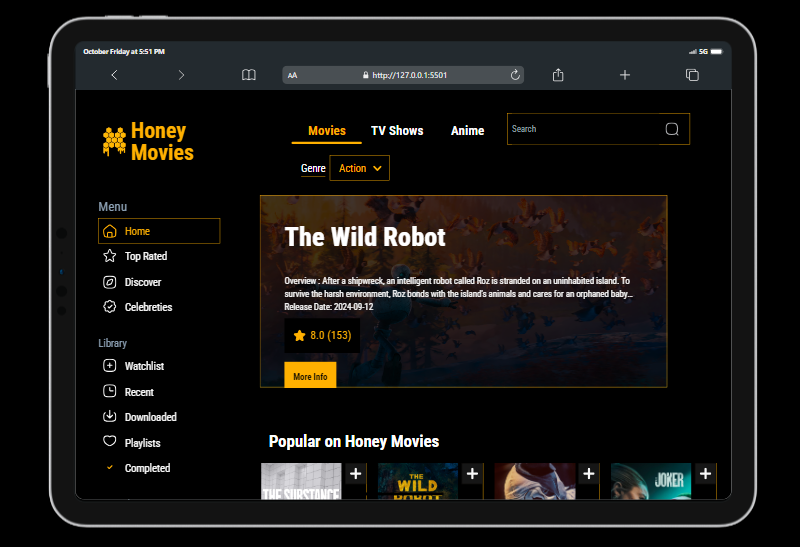 October Friday at 5:51 PM
5G
AA
http://127.0.0.1:5501
Honey
Movies
Movies
TV Shows
Anime
Search
Genre
Action
Menu
Home
Top Rated
Discover
Celebreties
Library
Watchlist
Recent
Downloaded
Playlists
Completed
The Wild Robot
Overview : After a shipwreck, an intelligent robot called Roz is stranded on an uninhabited island. To
survive the harsh environment, Roz bonds with the island's animals and cares for an orphaned baby...
Release Date: 2024-09-12
8.0 (153)
More Info
Popular on Honey Movies
THE SUBSTANCE
THE
WILD
ROBOT
JOKER